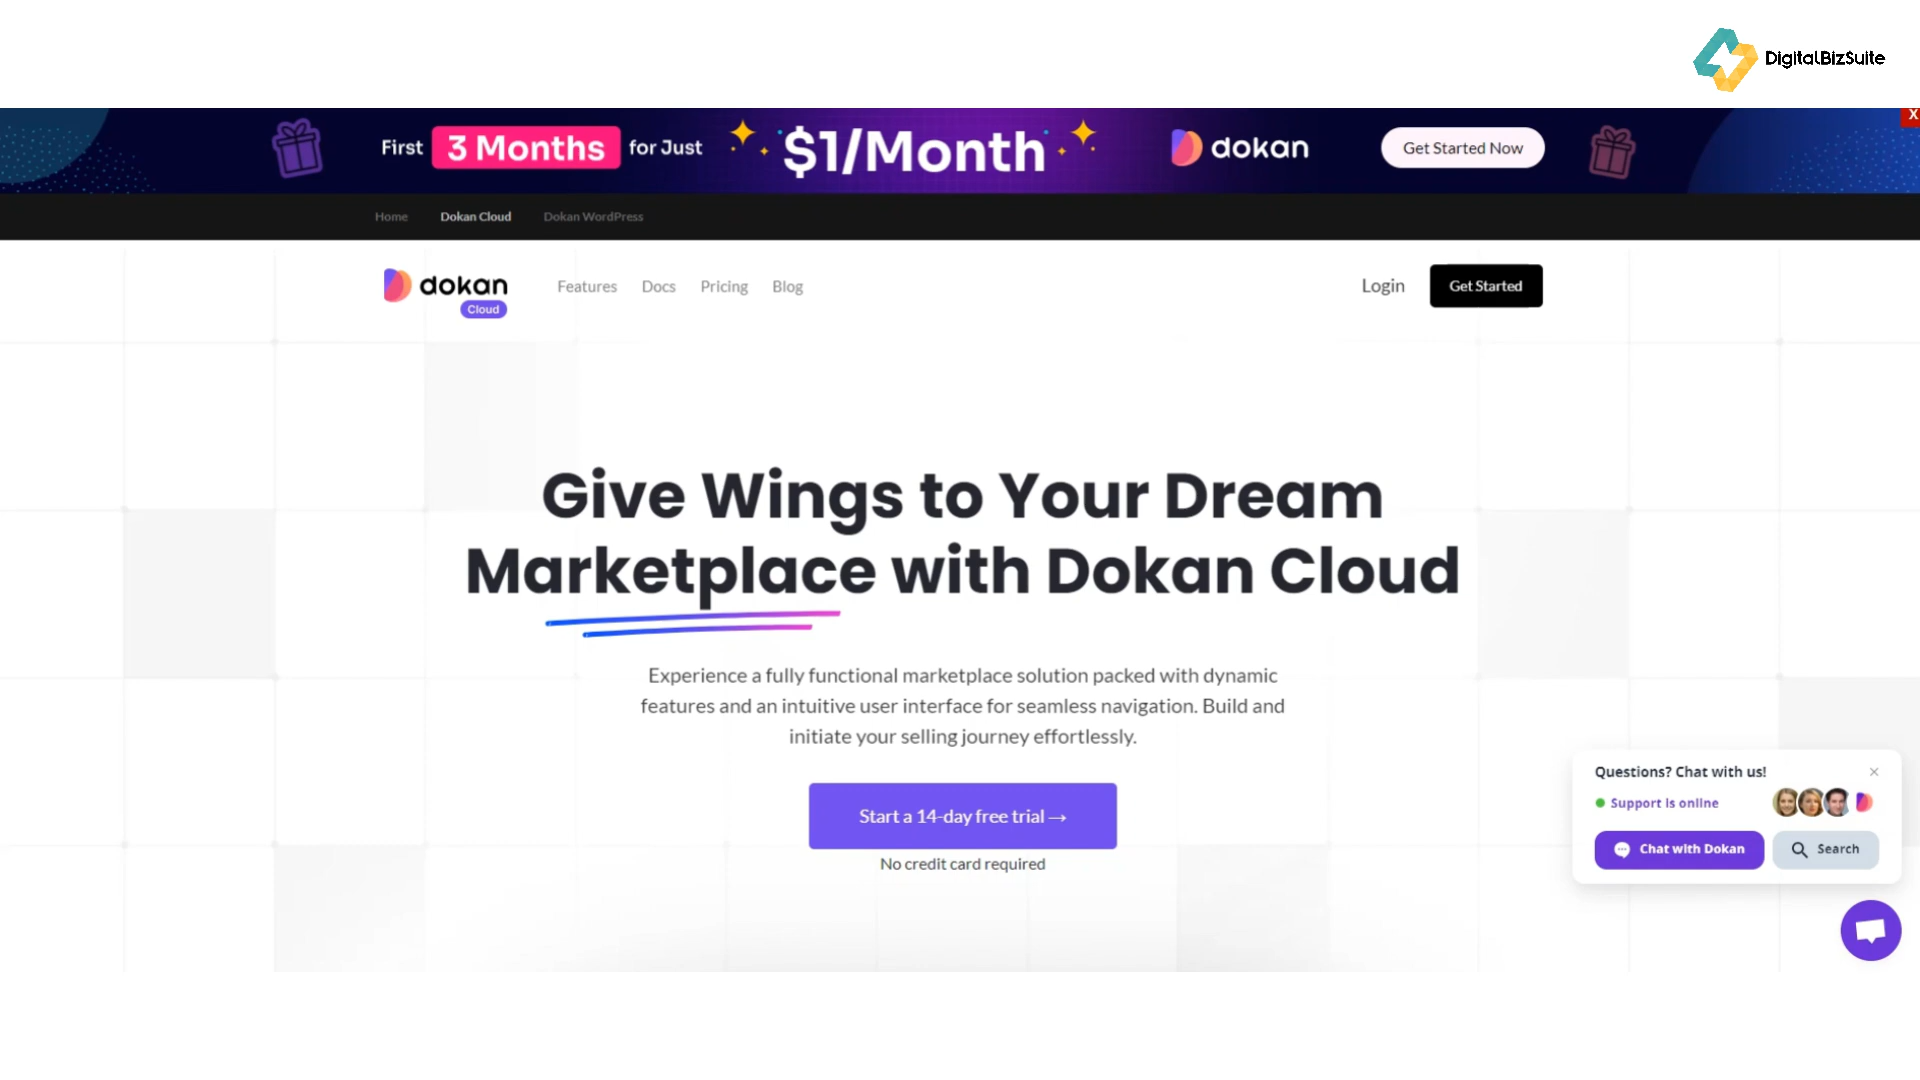 DigitalBizSuite
First 3 Months for Just $1/Month dokan Get Started Now
X
Home Dokan Cloud Dokan WordPress
dokan Features Docs Pricing Blog Login Get Started
Cloud
Give Wings to Your Dream
Marketplace with Dokan Cloud
Experience a fully functional marketplace solution packed with dynamic
features and an intuitive user interface for seamless navigation. Build and
initiate your selling journey effortlessly.
Start a 14-day free trial →
No credit card required
Questions? Chat with us!
Support is online
Chat with Dokan Search